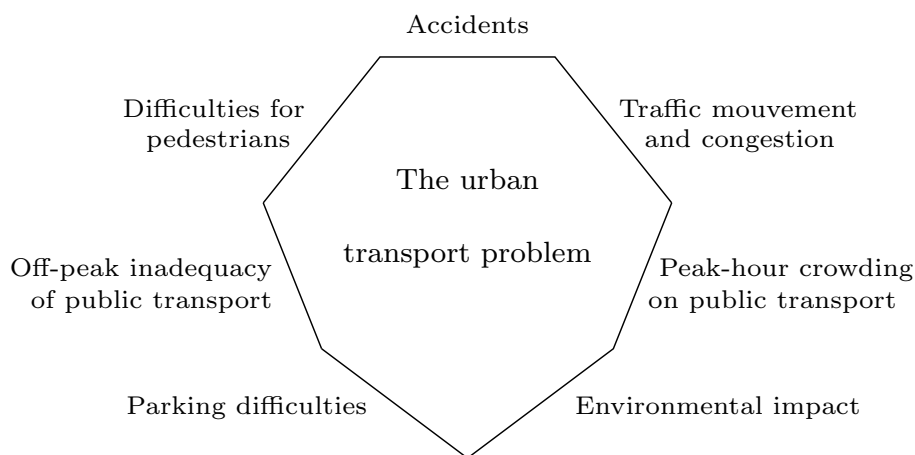 Accidents
Difficulties for
pedestrians
Traffic mouvement
and congestion
The urban
transport problem
Off-peak inadequacy
of public transport
Peak-hour crowding
on public transport
Parking difficulties
Environmental impact